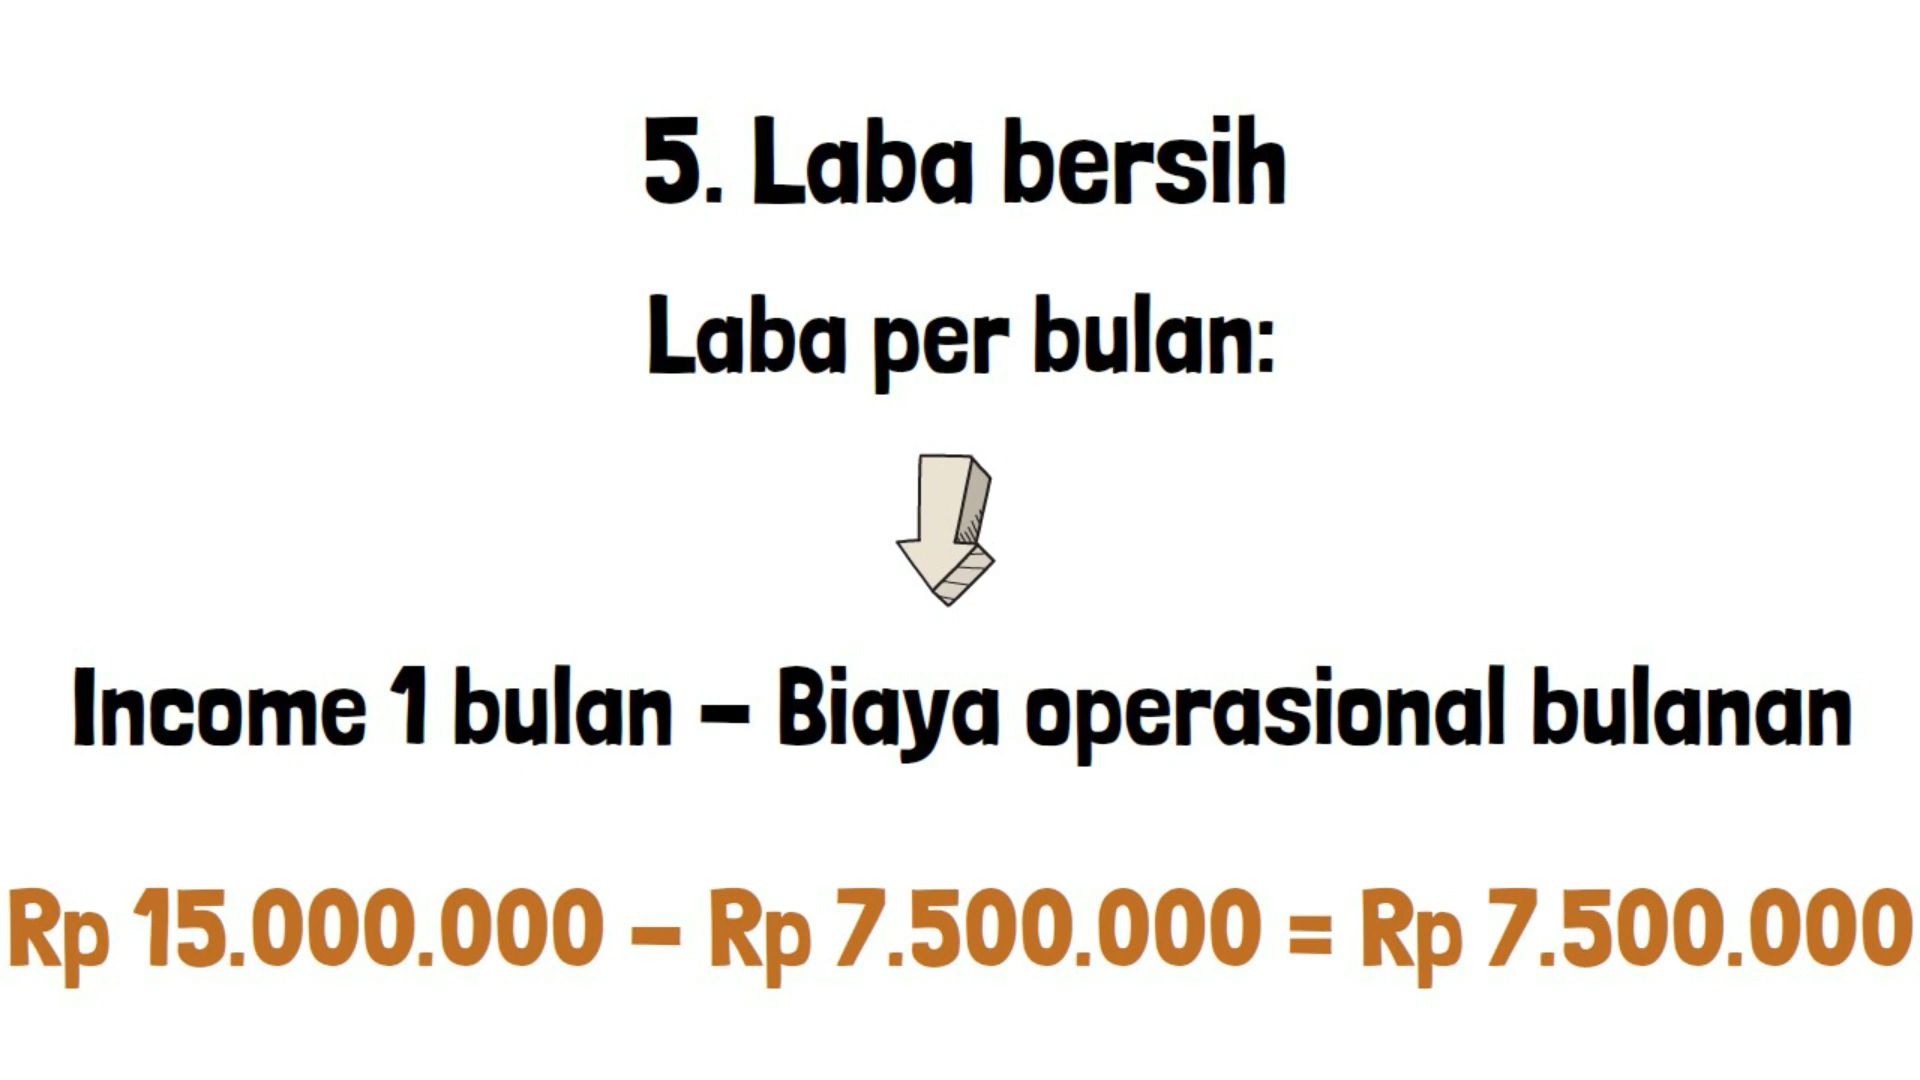 5. Laba bersih
Laba per bulan:
Income 1 bulan – Biaya operasional bulanan
Rp 15.000.000 – Rp 7.500.000 = Rp 7.500.000